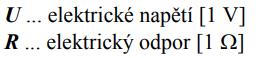 U ... elektrické napětí [1 V]
R ... elektrický odpor [1 Ω]